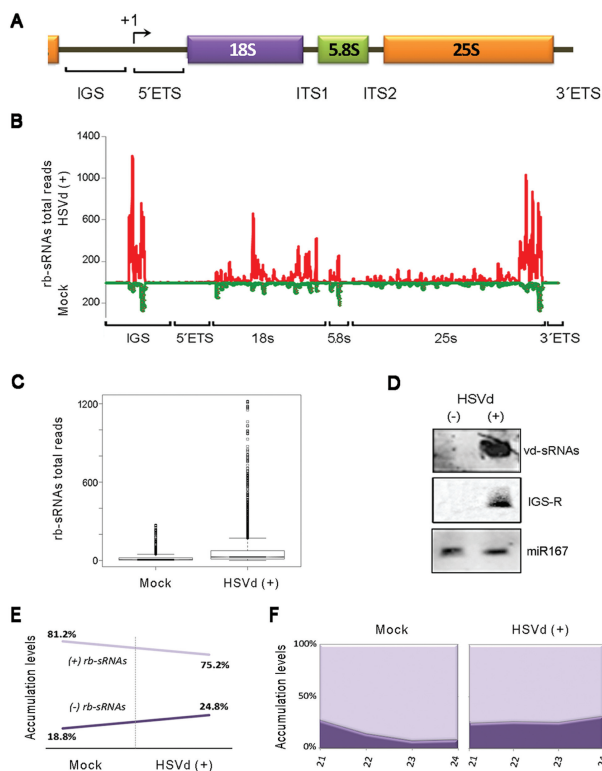 A
+1
18S
5.8S
25S
IGS
5´ETS
ITS1
ITS2
3´ETS
B
rb-sRNAs total reads
HSVd (+)
Mock
1400
1000
600
200
200
IGS
5´ETS
18s
58s
25s
3´ETS
C
rb-sRNAs total reads
1200
600
0
Mock
HSVd (+)
D
HSVd
(-) (+)
vd-sRNAs
IGS-R
miR167
E
Accumulation levels
81.2%
(+) rb-sRNAs
75.2%
(-) rb-sRNAs
24.8%
18.8%
Mock
HSVd (+)
F
Mock
HSVd (+)
Accumulation levels
100%
50%
0%
21 22 23 24
21 22 23 24